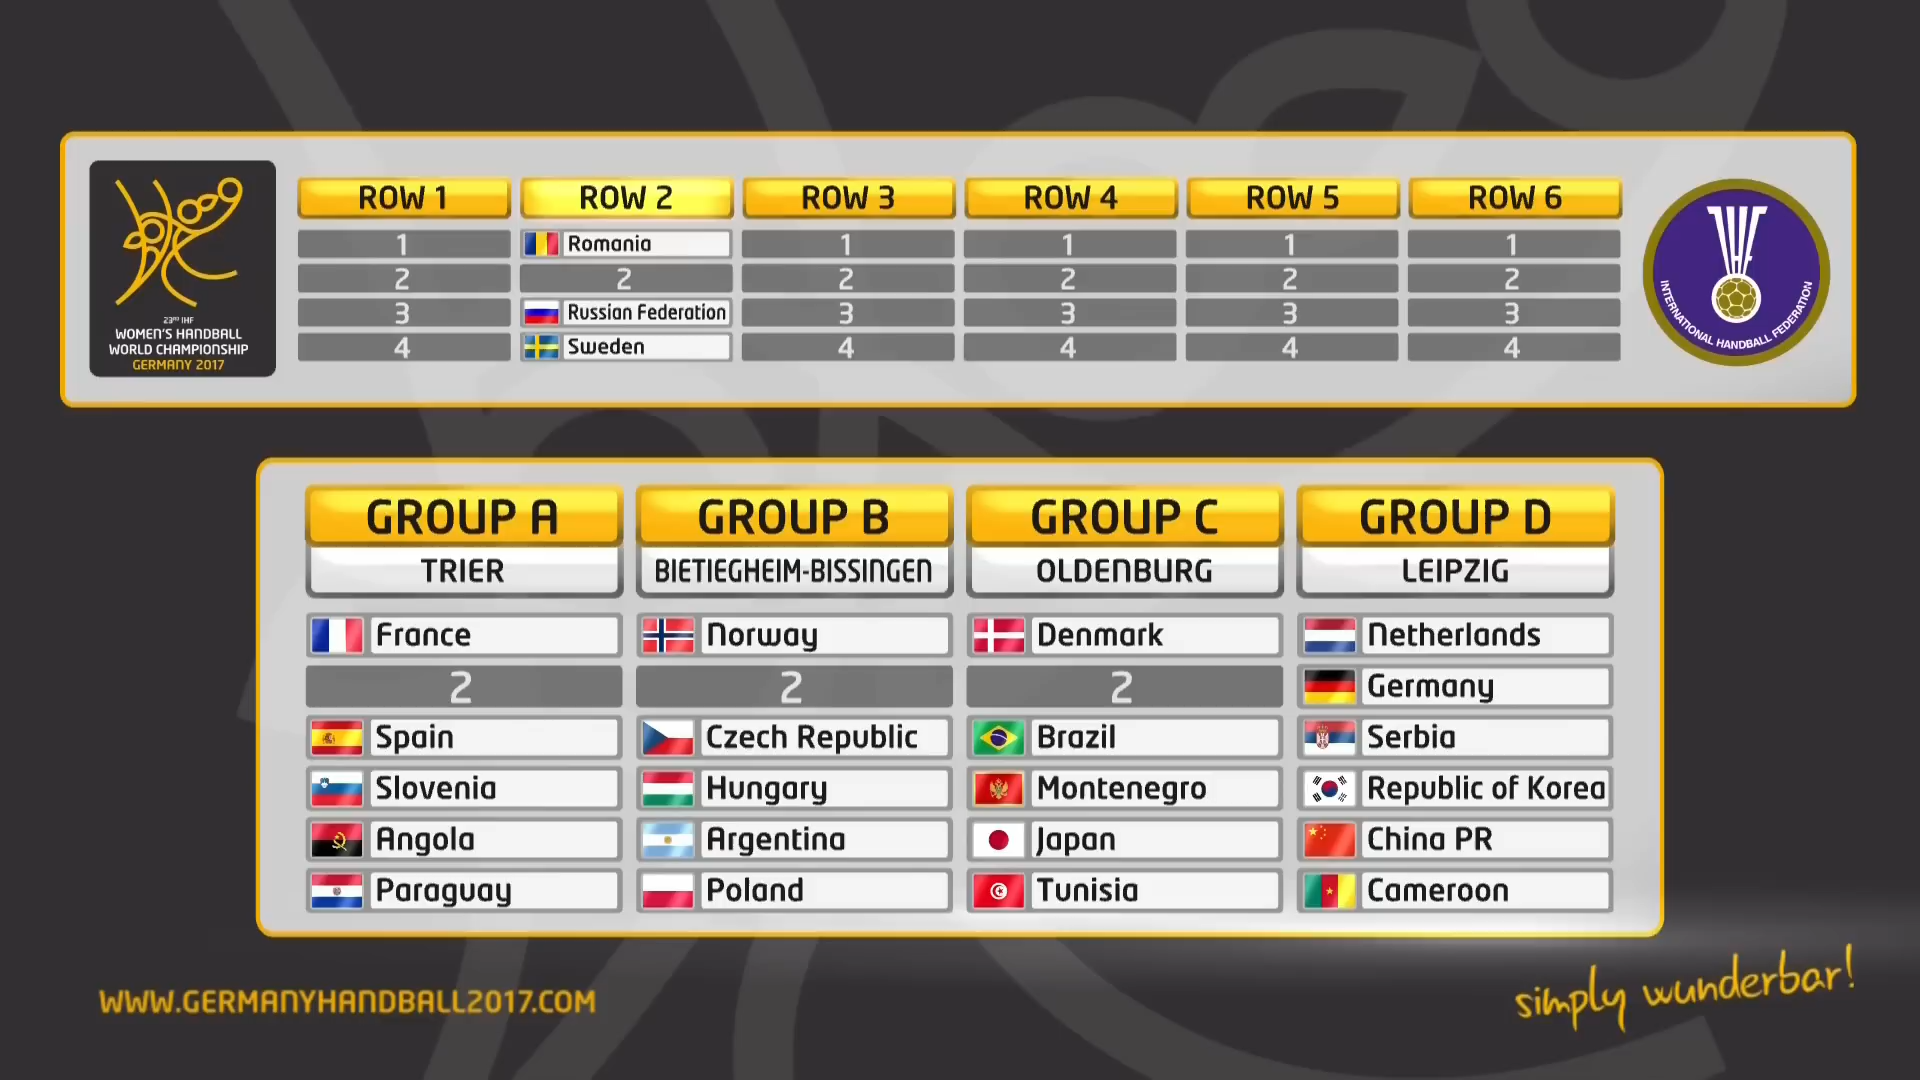 ROW 1 ROW 2 ROW 3 ROW 4 ROW 5 ROW 6
1 Romania 1 1 1 1
2 2 2 2 2 2
3 Russian Federation 3 3 3 3
4 Sweden 4 4 4 4
23RD IHF
WOMEN'S HANDBALL
WORLD CHAMPIONSHIP
GERMANY 2017
IHF
INTERNATIONAL HANDBALL FEDERATION
GROUP A GROUP B GROUP C GROUP D
TRIER BIETIEGHEIM-BISSINGEN OLDENBURG LEIPZIG
France Norway Denmark Netherlands
2 2 2 Germany
Spain Czech Republic Brazil Serbia
Slovenia Hungary Montenegro Republic of Korea
Angola Argentina Japan China PR
Paraguay Poland Tunisia Cameroon
WWW.GERMANYHANDBALL2017.COM
simply wunderbar!